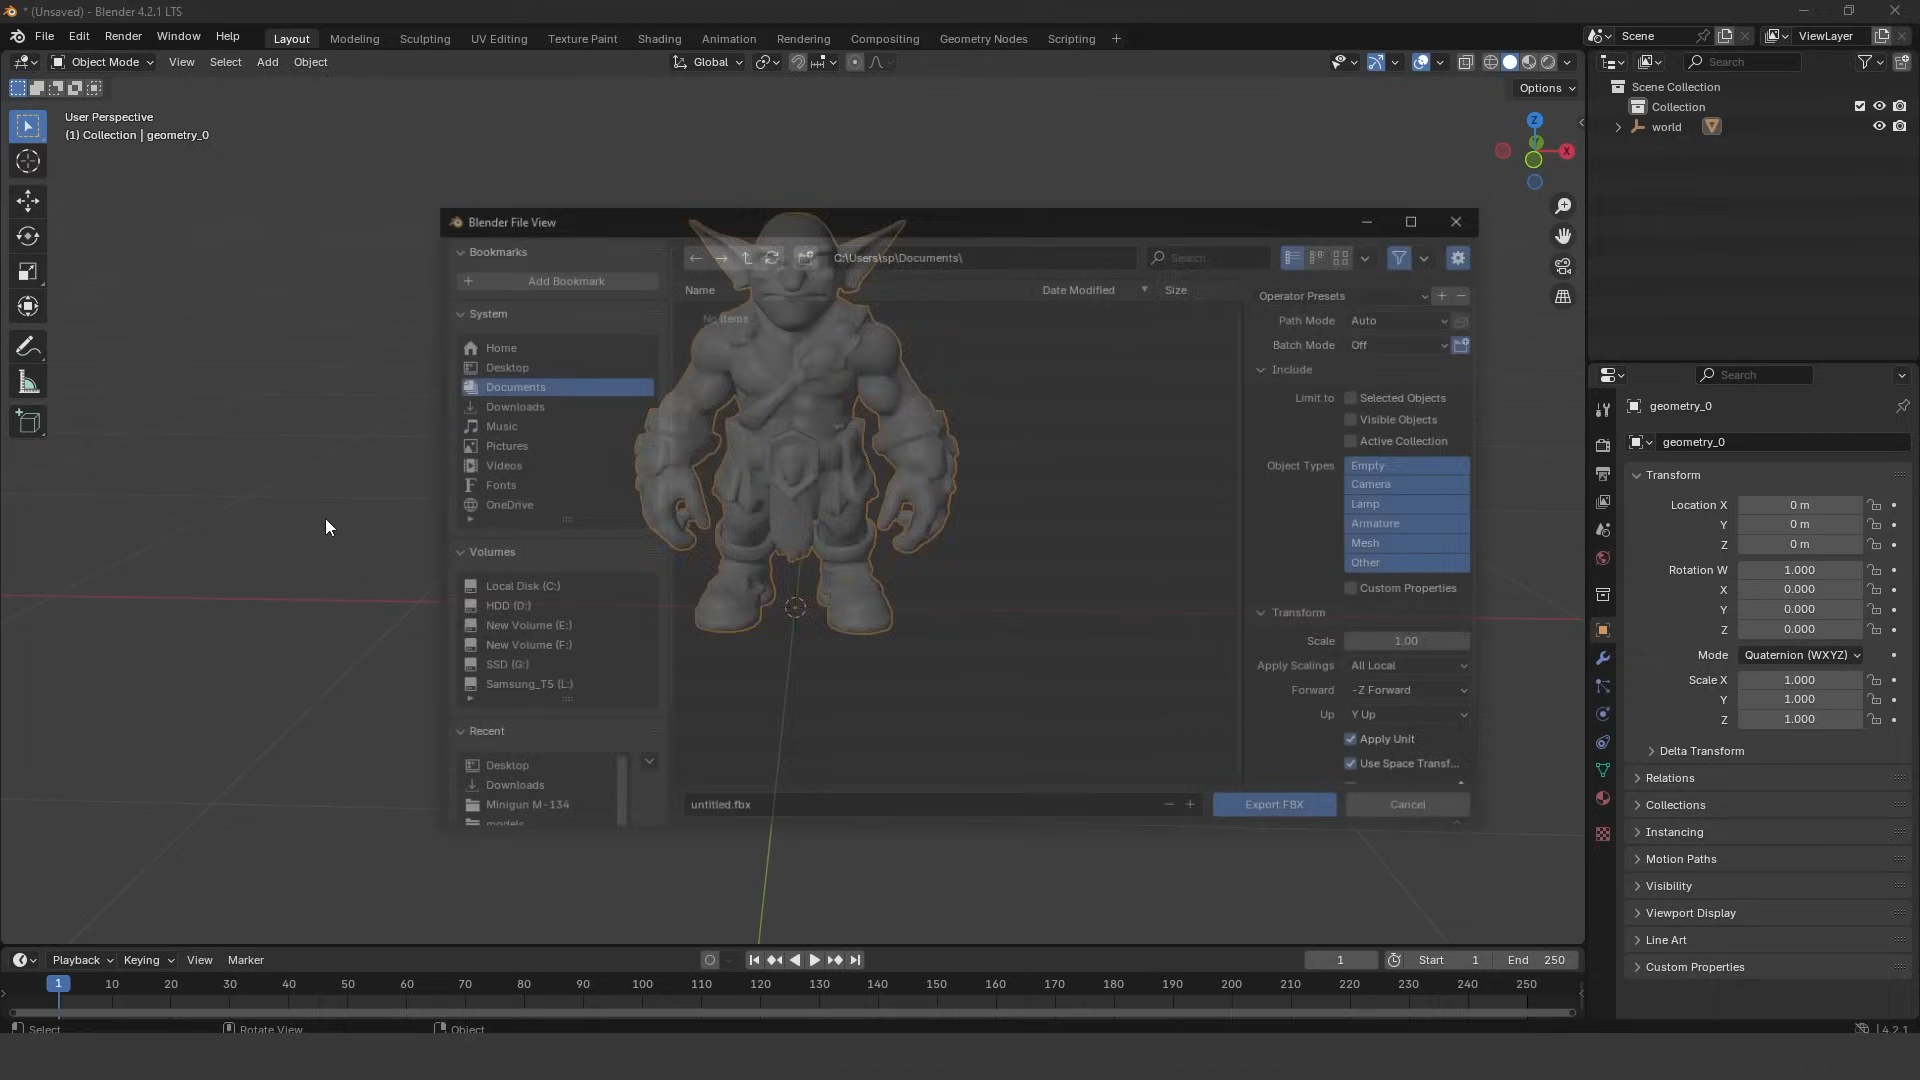 * (Unsaved) - Blender 4.2.1 LTS
File Edit Render Window Help Layout Modeling Sculpting UV Editing Texture Paint Shading Animation Rendering Compositing Geometry Nodes Scripting + Scene ViewLayer
Object Mode View Select Add Object Global Search
Options
User Perspective
(1) Collection | geometry_0
Z
X
Scene Collection
Collection
world
Blender File View
Bookmarks
Add Bookmark
System
Home
Desktop
Documents
Downloads
Music
Pictures
Videos
Fonts
OneDrive
Volumes
Local Disk (C:)
HDD (D:)
New Volume (E:)
New Volume (F:)
SSD (G:)
Samsung_T5 (L:)
Recent
Desktop
Downloads
Minigun M-134
models
C:\Users\sp\Documents\ Search
Name Date Modified Size
No items
Operator Presets
Path Mode Auto
Batch Mode Off
Include
Limit to Selected Objects
Visible Objects
Active Collection
Object Types Empty
Camera
Lamp
Armature
Mesh
Other
Custom Properties
Transform
Scale 1.00
Apply Scalings All Local
Forward -Z Forward
Up Y Up
Apply Unit
Use Space Transf...
untitled.fbx Export FBX Cancel
Search
geometry_0
geometry_0
Transform
Location X 0 m
Y 0 m
Z 0 m
Rotation W 1.000
X 0.000
Y 0.000
Z 0.000
Mode Quaternion (WXYZ)
Scale X 1.000
Y 1.000
Z 1.000
Delta Transform
Relations
Collections
Instancing
Motion Paths
Visibility
Viewport Display
Line Art
Custom Properties
Playback Keying View Marker 1 Start 1 End 250
1 10 20 30 40 50 60 70 80 90 100 110 120 130 140 150 160 170 180 190 200 210 220 230 240 250
Select Rotate View Object 4.2.1